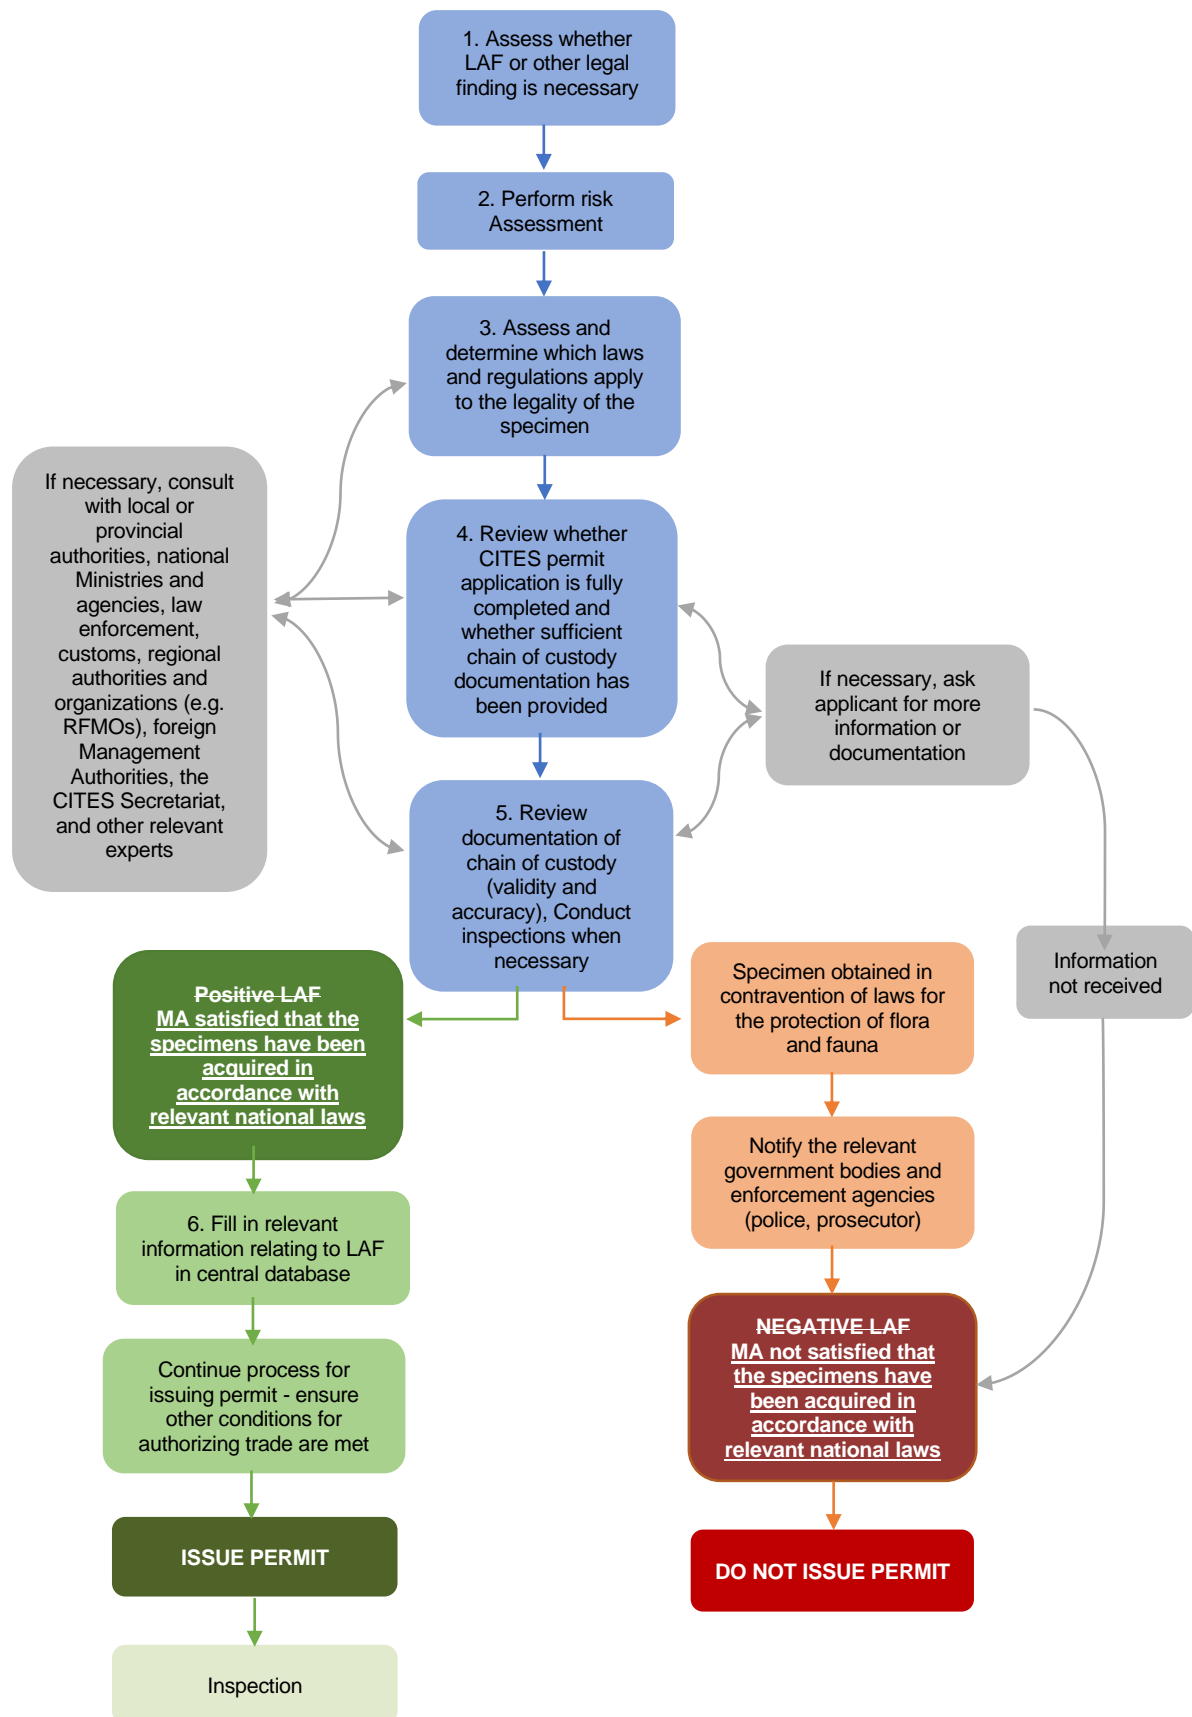 1. Assess whether
LAF or other legal
finding is necessary
2. Perform risk
Assessment
3. Assess and
determine which laws
and regulations apply
to the legality of the
specimen
If necessary, consult
with local or
provincial
authorities, national
Ministries and
agencies, law
enforcement,
customs, regional
authorities and
organizations (e.g.
RFMOs), foreign
Management
Authorities, the
CITES Secretariat,
and other relevant
experts
4. Review whether
CITES permit
application is fully
completed and
whether sufficient
chain of custody
documentation has
been provided
If necessary, ask
applicant for more
information or
documentation
5. Review
documentation of
chain of custody
(validity and
accuracy), Conduct
inspections when
necessary
Information
not received
Positive LAF
MA satisfied that the
specimens have been
acquired in
accordance with
relevant national laws
Specimen obtained in
contravention of laws for
the protection of flora
and fauna
Notify the relevant
government bodies and
enforcement agencies
(police, prosecutor)
6. Fill in relevant
information relating to LAF
in central database
NEGATIVE LAF
MA not satisfied that
the specimens have
been acquired in
accordance with
relevant national laws
Continue process for
issuing permit - ensure
other conditions for
authorizing trade are met
ISSUE PERMIT
DO NOT ISSUE PERMIT
Inspection